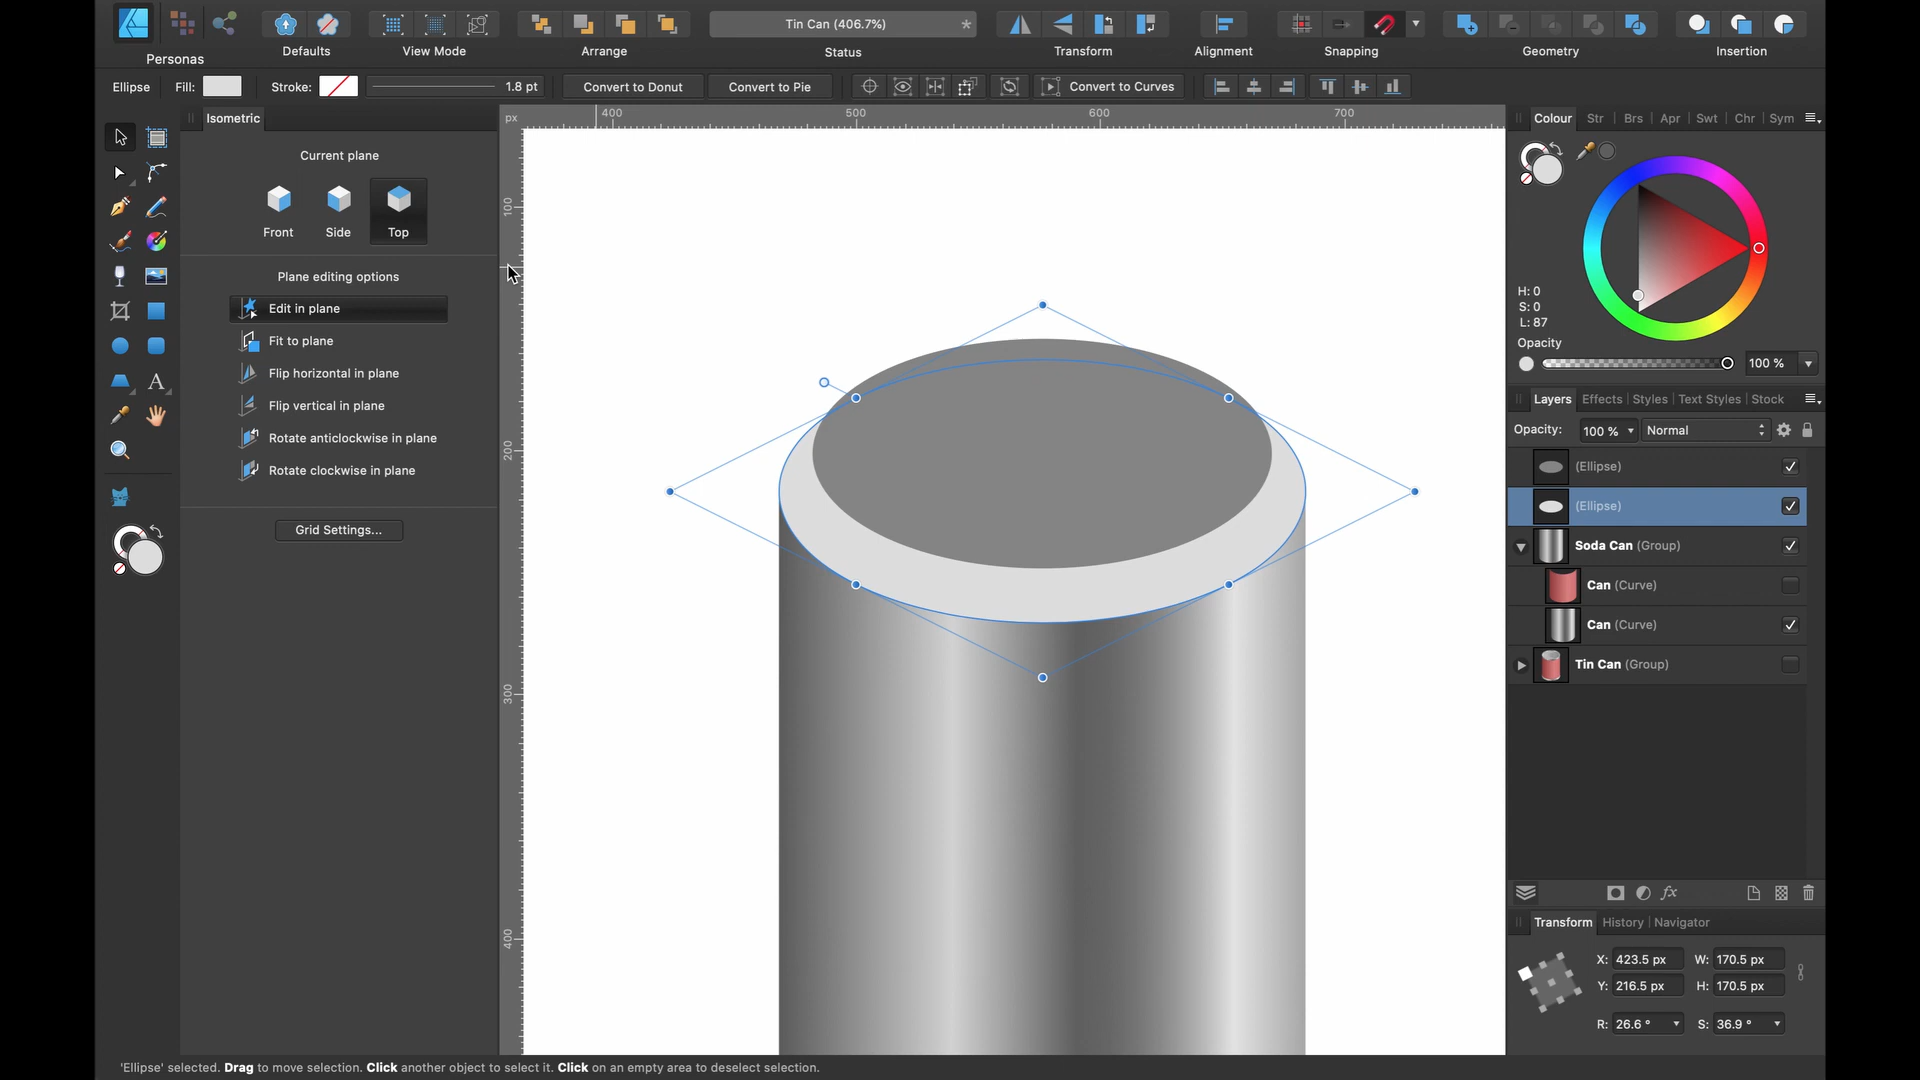 Tin Can (406.7%)
*
Personas
Defaults
View Mode
Arrange
Status
Transform
Alignment
Snapping
Geometry
Insertion
Ellipse
Fill:
Stroke:
1.8 pt
Convert to Donut
Convert to Pie
Convert to Curves
Isometric
Current plane
Front
Side
Top
Plane editing options
Edit in plane
Fit to plane
Flip horizontal in plane
Flip vertical in plane
Rotate anticlockwise in plane
Rotate clockwise in plane
Grid Settings...
px
400
500
600
700
100
200
300
400
Colour
Str
Brs
Apr
Swt
Chr
Sym
H: 0
S: 0
L: 87
Opacity
100 %
Layers
Effects
Styles
Text Styles
Stock
Opacity:
100 %
Normal
(Ellipse)
(Ellipse)
Soda Can (Group)
Can (Curve)
Can (Curve)
Tin Can (Group)
fx
Transform
History
Navigator
X: 423.5 px
W: 170.5 px
Y: 216.5 px
H: 170.5 px
R: 26.6 °
S: 36.9 °
'Ellipse' selected. Drag to move selection. Click another object to select it. Click on an empty area to deselect selection.